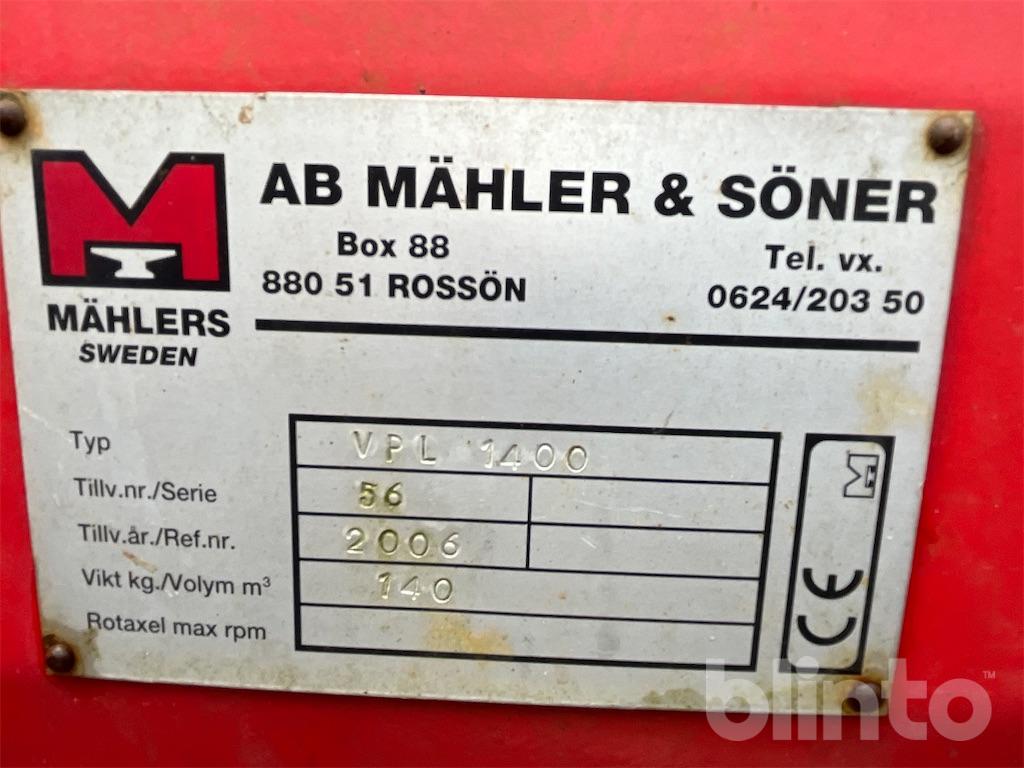 AB MÄHLER & SÖNER
Box 88
880 51 ROSSÖN
Tel. vx.
0624/203 50
MÄHLERS
SWEDEN
Typ VPL 1400
Tillv.nr./Serie 56
Tillv.år./Ref.nr. 2006
Vikt kg./Volym m³ 140
Rotaxel max rpm
CE
blinto™